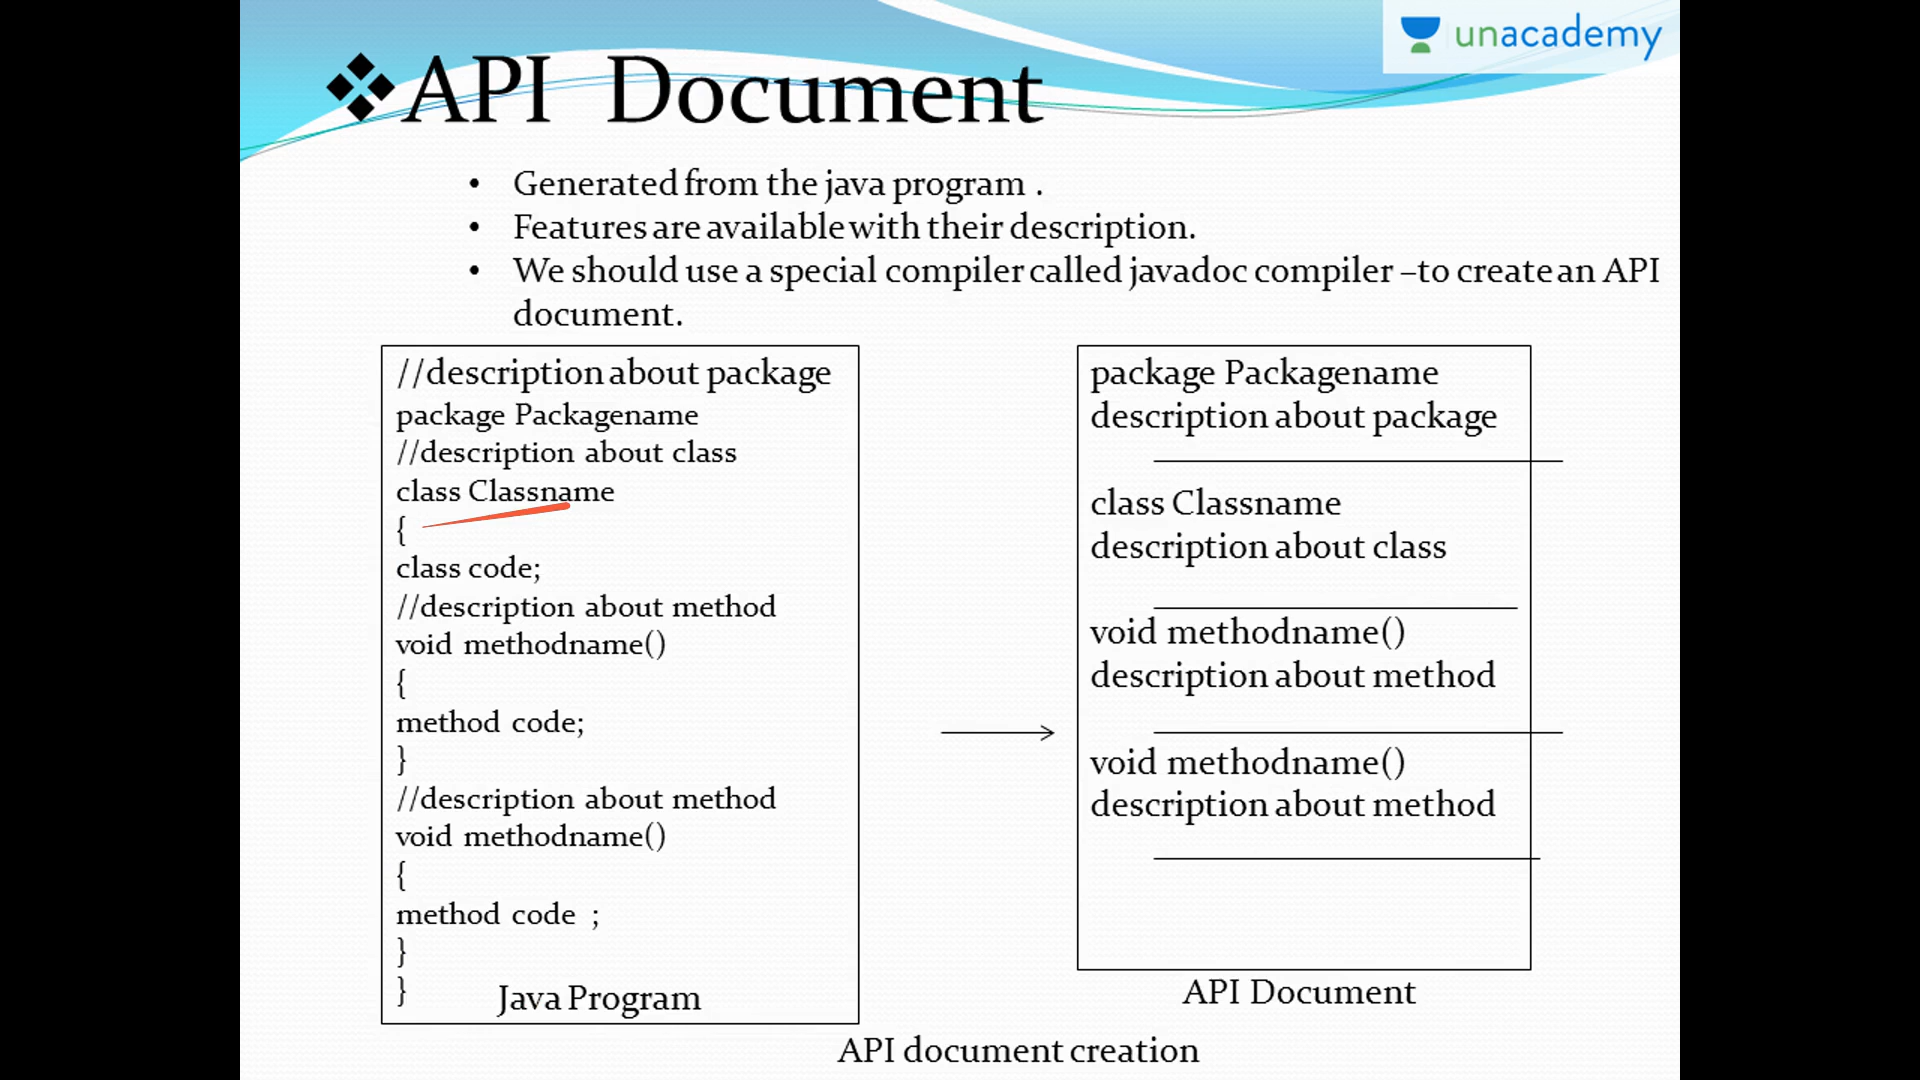 unacademy
API Document
• Generated from the java program .
• Features are available with their description.
• We should use a special compiler called javadoc compiler –to create an API
document.
//description about package
package Packagename
//description about class
class Classname
{
class code;
//description about method
void methodname()
{
method code;
}
//description about method
void methodname()
{
method code ;
}
}
Java Program
package Packagename
description about package
class Classname
description about class
void methodname()
description about method
void methodname()
description about method
API Document
API document creation